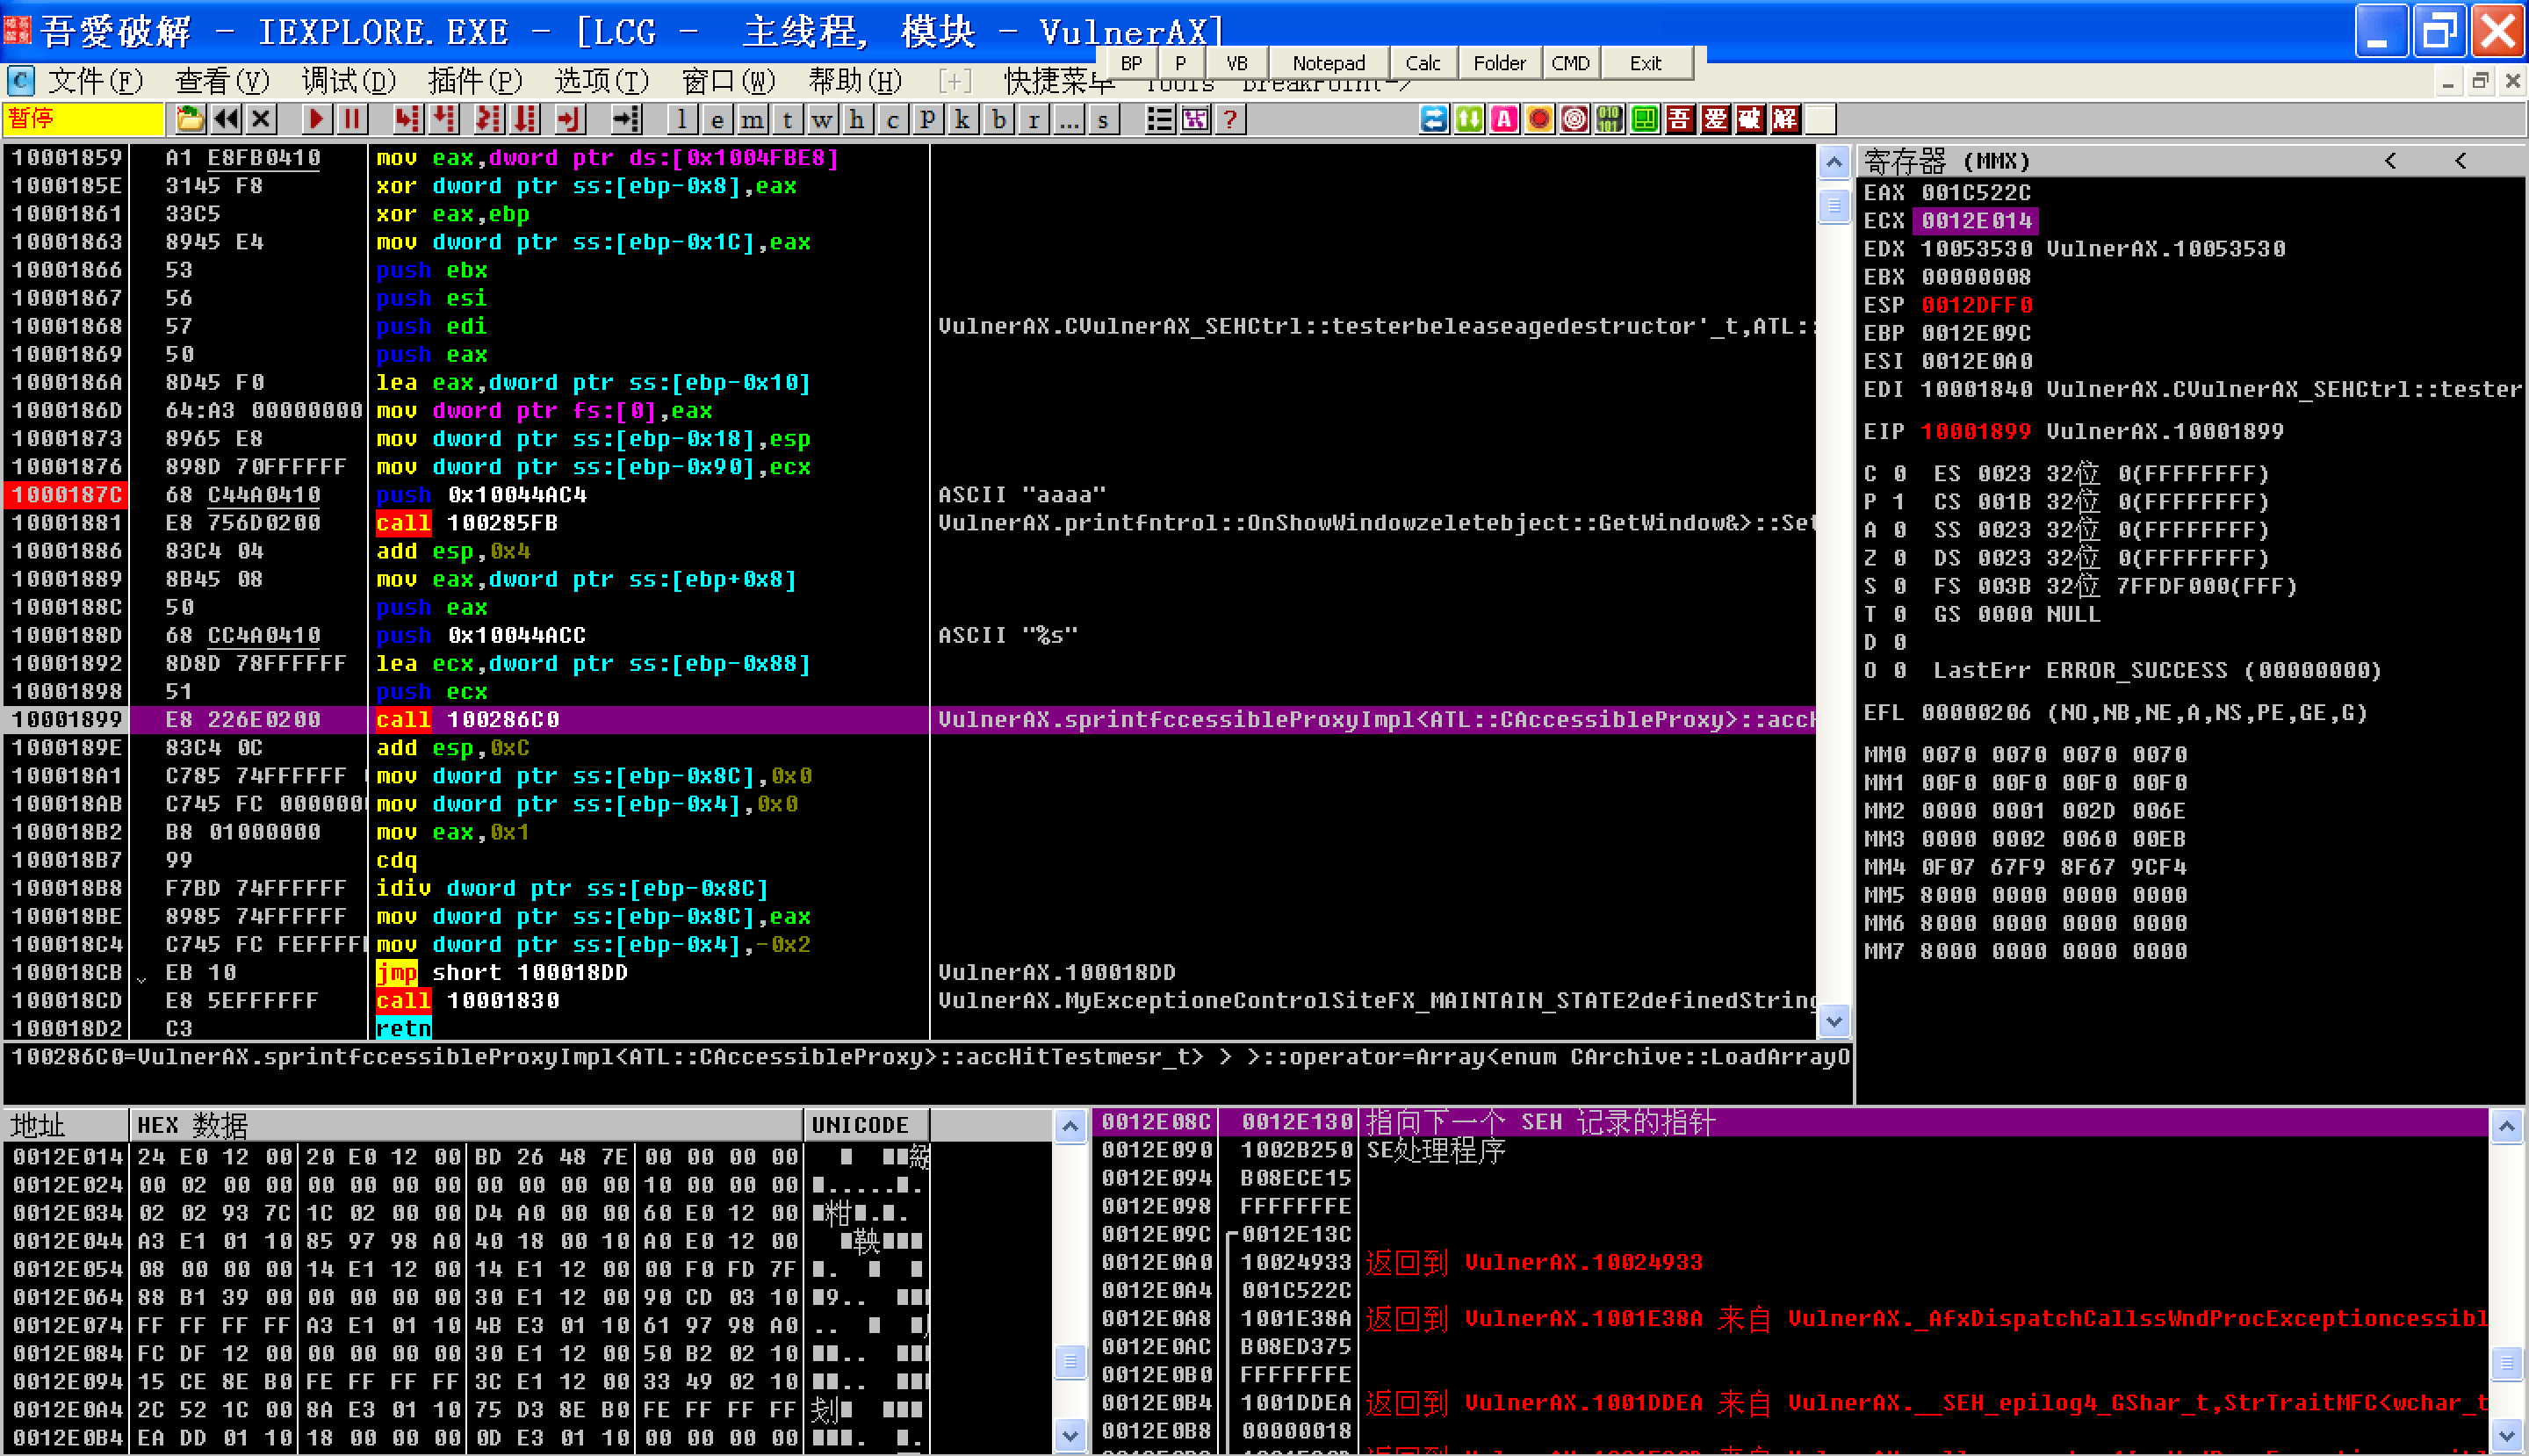 吾愛破解 - IEXPLORE.EXE - [LCG - 主线程, 模块 - VulnerAX]
BP P VB Notepad Calc Folder CMD Exit
文件(F) 查看(V) 调试(D) 插件(P) 选项(T) 窗口(W) 帮助(H) [+] 快捷菜单 Tools BreakPoint->
暂停 l e m t w h c p k b r ... s ? 吾 愛 破 解
10001859 A1 E8FB0410 mov eax,dword ptr ds:[0x1004FBE8]
1000185E 3145 F8 xor dword ptr ss:[ebp-0x8],eax
10001861 33C5 xor eax,ebp
10001863 8945 E4 mov dword ptr ss:[ebp-0x1C],eax
10001866 53 push ebx
10001867 56 push esi
10001868 57 push edi VulnerAX.CVulnerAX_SEHCtrl::testerbeleaseagedestructor'_t,ATL::
10001869 50 push eax
1000186A 8D45 F0 lea eax,dword ptr ss:[ebp-0x10]
1000186D 64:A3 00000000 mov dword ptr fs:[0],eax
10001873 8965 E8 mov dword ptr ss:[ebp-0x18],esp
10001876 898D 70FFFFFF mov dword ptr ss:[ebp-0x90],ecx
1000187C 68 C44A0410 push 0x10044AC4 ASCII "aaaa"
10001881 E8 756D0200 call 100285FB VulnerAX.printfntrol::OnShowWindowzeletebject::GetWindow&>::Set
10001886 83C4 04 add esp,0x4
10001889 8B45 08 mov eax,dword ptr ss:[ebp+0x8]
1000188C 50 push eax
1000188D 68 CC4A0410 push 0x10044ACC ASCII "%s"
10001892 8D8D 78FFFFFF lea ecx,dword ptr ss:[ebp-0x88]
10001898 51 push ecx
10001899 E8 226E0200 call 100286C0 VulnerAX.sprintfccessibleProxyImpl<ATL::CAccessibleProxy>::accH
1000189E 83C4 0C add esp,0xC
100018A1 C785 74FFFFFF mov dword ptr ss:[ebp-0x8C],0x0
100018AB C745 FC 0000000 mov dword ptr ss:[ebp-0x4],0x0
100018B2 B8 01000000 mov eax,0x1
100018B7 99 cdq
100018B8 F7BD 74FFFFFF idiv dword ptr ss:[ebp-0x8C]
100018BE 8985 74FFFFFF mov dword ptr ss:[ebp-0x8C],eax
100018C4 C745 FC FEFFFFF mov dword ptr ss:[ebp-0x4],-0x2
100018CB EB 10 jmp short 100018DD VulnerAX.100018DD
100018CD E8 5EFFFFFF call 10001830 VulnerAX.MyExceptioneControlSiteFX_MAINTAIN_STATE2definedString
100018D2 C3 retn
100286C0=VulnerAX.sprintfccessibleProxyImpl<ATL::CAccessibleProxy>::accHitTestmesr_t> > >::operator=Array<enum CArchive::LoadArrayO
寄存器 (MMX) < <
EAX 001C522C
ECX 0012E014
EDX 10053530 VulnerAX.10053530
EBX 00000008
ESP 0012DFF0
EBP 0012E09C
ESI 0012E0A0
EDI 10001840 VulnerAX.CVulnerAX_SEHCtrl::tester
EIP 10001899 VulnerAX.10001899
C 0 ES 0023 32位 0(FFFFFFFF)
P 1 CS 001B 32位 0(FFFFFFFF)
A 0 SS 0023 32位 0(FFFFFFFF)
Z 0 DS 0023 32位 0(FFFFFFFF)
S 0 FS 003B 32位 7FFDF000(FFF)
T 0 GS 0000 NULL
D 0
O 0 LastErr ERROR_SUCCESS (00000000)
EFL 00000206 (NO,NB,NE,A,NS,PE,GE,G)
MM0 0070 0070 0070 0070
MM1 00F0 00F0 00F0 00F0
MM2 0000 0001 002D 006E
MM3 0000 0002 0060 00EB
MM4 0F07 67F9 8F67 9CF4
MM5 8000 0000 0000 0000
MM6 8000 0000 0000 0000
MM7 8000 0000 0000 0000
地址 HEX 数据 UNICODE
0012E014 24 E0 12 00 20 E0 12 00 BD 26 48 7E 00 00 00 00
0012E024 00 02 00 00 00 00 00 00 00 00 00 00 10 00 00 00
0012E034 02 02 93 7C 1C 02 00 00 D4 A0 00 00 60 E0 12 00
0012E044 A3 E1 01 10 85 97 98 A0 40 18 00 10 A0 E0 12 00
0012E054 08 00 00 00 14 E1 12 00 14 E1 12 00 00 F0 FD 7F
0012E064 88 B1 39 00 00 00 00 00 30 E1 12 00 90 CD 03 10
0012E074 FF FF FF FF A3 E1 01 10 4B E3 01 10 61 97 98 A0
0012E084 FC DF 12 00 00 00 00 00 30 E1 12 00 50 B2 02 10
0012E094 15 CE 8E B0 FE FF FF FF 3C E1 12 00 33 49 02 10
0012E0A4 2C 52 1C 00 8A E3 01 10 75 D3 8E B0 FE FF FF FF 划
0012E0B4 EA DD 01 10 18 00 00 00 0D E3 01 10 00 00 00 00
0012E08C 0012E130 指向下一个 SEH 记录的指针
0012E090 1002B250 SE处理程序
0012E094 B08ECE15
0012E098 FFFFFFFE
0012E09C 0012E13C
0012E0A0 10024933 返回到 VulnerAX.10024933
0012E0A4 001C522C
0012E0A8 1001E38A 返回到 VulnerAX.1001E38A 来自 VulnerAX._AfxDispatchCallssWndProcExceptioncessibl
0012E0AC B08ED375
0012E0B0 FFFFFFFE
0012E0B4 1001DDEA 返回到 VulnerAX.1001DDEA 来自 VulnerAX.__SEH_epilog4_GShar_t,StrTraitMFC<wchar_t
0012E0B8 00000018